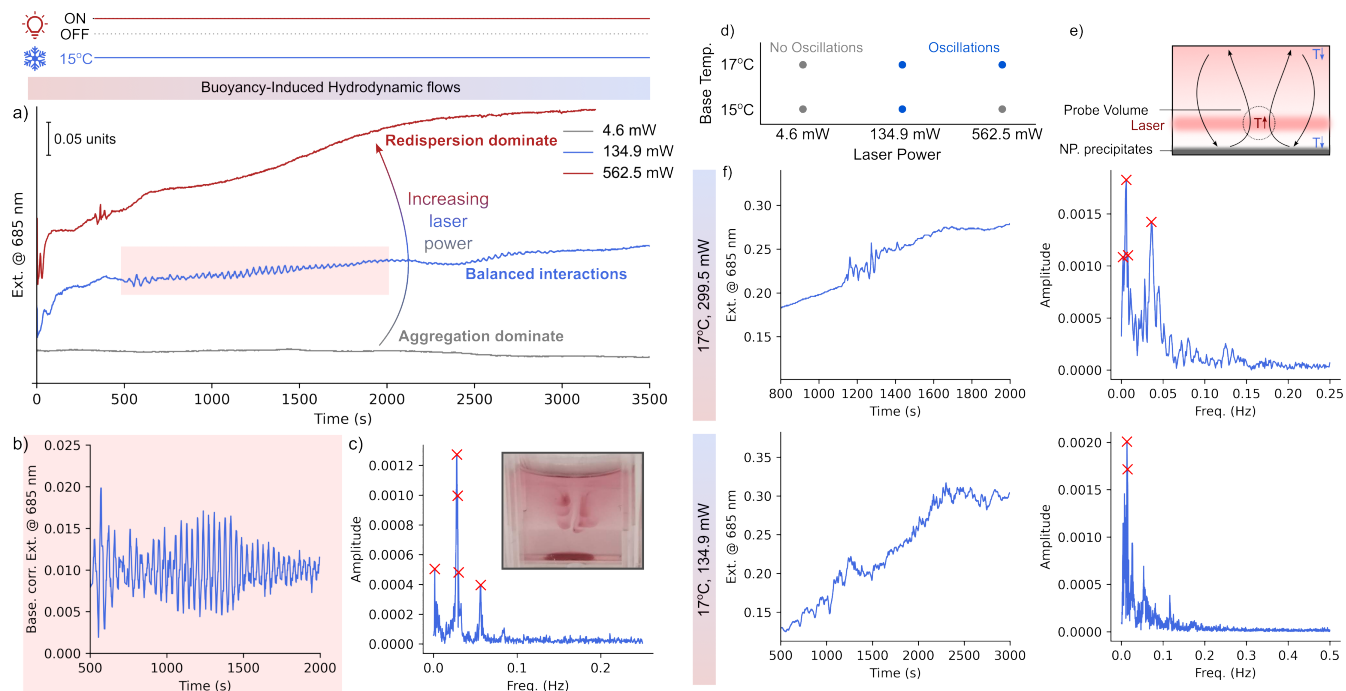 ON
OFF
15°C
Buoyancy-Induced Hydrodynamic flows
a)
0.05 units
Ext. @ 685 nm
Redispersion dominate
4.6 mW
134.9 mW
562.5 mW
Increasing
laser
power
Balanced interactions
Aggregation dominate
0 500 1000 1500 2000 2500 3000 3500
Time (s)
b)
Base. corr. Ext. @ 685 nm
0.025
0.020
0.015
0.010
0.005
0.000
500 1000 1500 2000
Time (s)
c)
Amplitude
0.0012
0.0010
0.0008
0.0006
0.0004
0.0002
0.0000
0.0 0.1 0.2
Freq. (Hz)
d)
Base Temp.
No Oscillations Oscillations
17°C
15°C
4.6 mW 134.9 mW 562.5 mW
Laser Power
e)
T↓
Probe Volume
Laser
T↑
NP. precipitates
T↓
f)
17°C, 299.5 mW
Ext. @ 685 nm
0.30
0.25
0.20
0.15
800 1000 1200 1400 1600 1800 2000
Time (s)
Amplitude
0.0015
0.0010
0.0005
0.0000
0.00 0.05 0.10 0.15 0.20 0.25
Freq. (Hz)
17°C, 134.9 mW
Ext. @ 685 nm
0.30
0.25
0.20
0.15
500 1000 1500 2000 2500 3000
Time (s)
Amplitude
0.0020
0.0015
0.0010
0.0005
0.0000
0.0 0.1 0.2 0.3 0.4 0.5
Freq. (Hz)